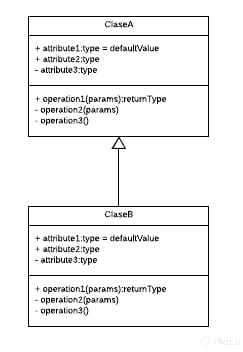 ClaseA
+ attribute1:type = defaultValue
+ attribute2:type
- attribute3:type
+ operation1(params):returnType
- operation2(params)
- operation3()
ClaseB
+ attribute1:type = defaultValue
+ attribute2:type
- attribute3:type
+ operation1(params):returnType
- operation2(params)
- operation3()